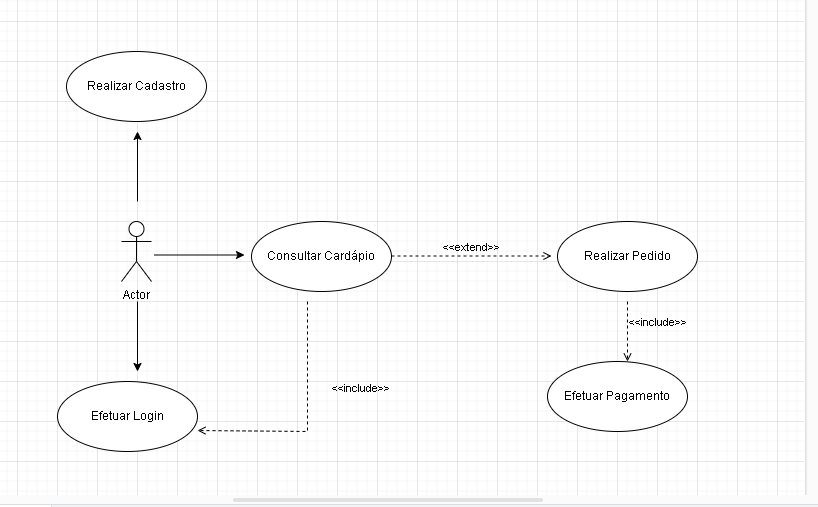 Realizar Cadastro
Consultar Cardápio
<<extend>>
Realizar Pedido
Actor
<<include>>
<<include>>
Efetuar Pagamento
Efetuar Login